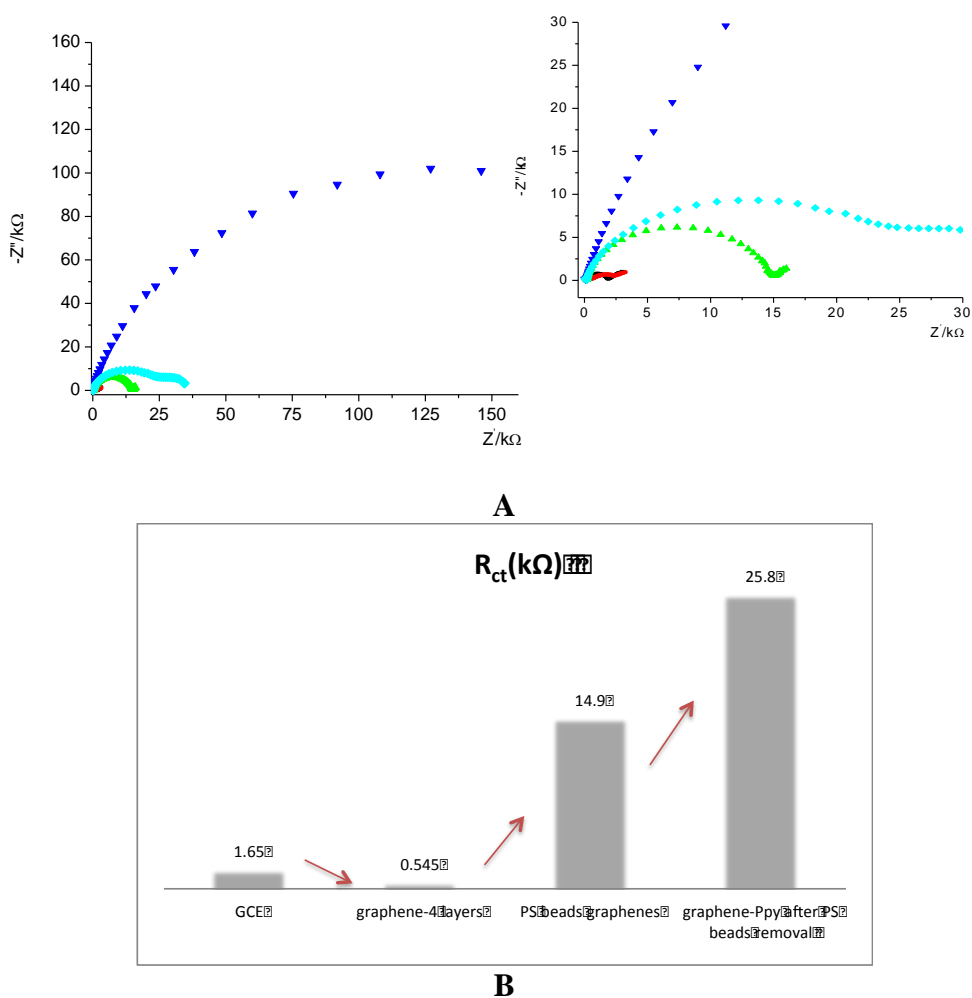 160
140
120
100
80
60
40
20
0
-Z"/kΩ
0 25 50 75 100 125 150
Z'/kΩ
30
25
20
15
10
5
0
-Z"/kΩ
0 5 10 15 20 25 30
Z'/kΩ
A
Rct(kΩ)
25.8
14.9
1.65
0.545
GCE graphene-4 layers PS beads graphenes graphene-Ppy after PS
beads removal
B